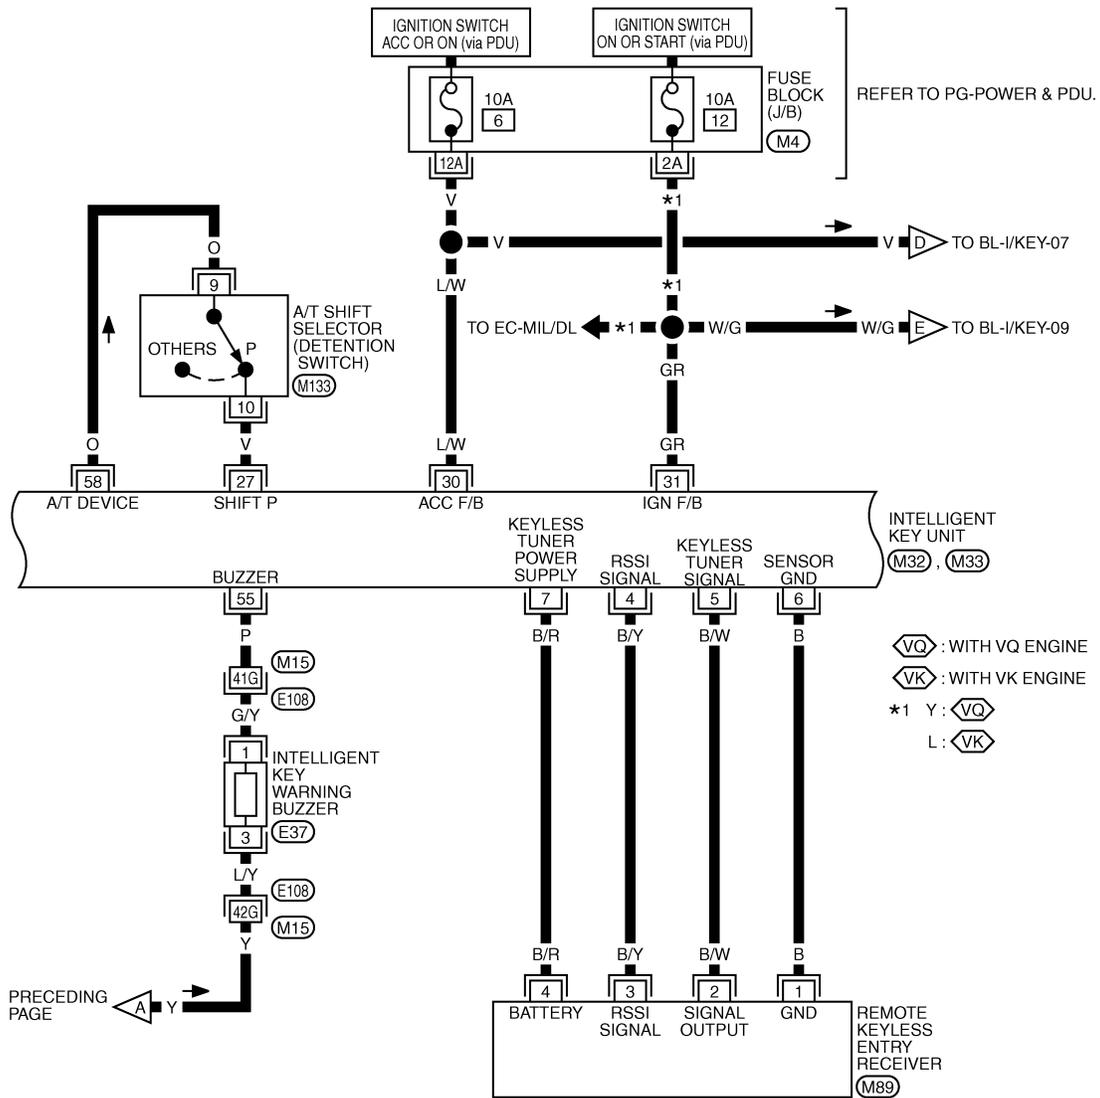 IGNITION SWITCH
ACC OR ON (via PDU)
IGNITION SWITCH
ON OR START (via PDU)
10A
6
10A
12
FUSE
BLOCK
(J/B)
M4
REFER TO PG-POWER & PDU.
12A
2A
V
*1
V
V
D
TO BL-I/KEY-07
L/W
*1
TO EC-MIL/DL
*1
W/G
W/G
E
TO BL-I/KEY-09
GR
O
9
OTHERS
P
A/T SHIFT
SELECTOR
(DETENTION
SWITCH)
M133
10
O
V
L/W
GR
58
27
30
31
A/T DEVICE
SHIFT P
ACC F/B
IGN F/B
KEYLESS
TUNER
POWER
SUPPLY
RSSI
SIGNAL
KEYLESS
TUNER
SIGNAL
SENSOR
GND
INTELLIGENT
KEY UNIT
M32 , M33
BUZZER
55
7
4
5
6
P
B/R
B/Y
B/W
B
VQ : WITH VQ ENGINE
VK : WITH VK ENGINE
*1 Y : VQ
L : VK
41G
M15
E108
G/Y
1
INTELLIGENT
KEY
WARNING
BUZZER
E37
3
L/Y
E108
42G
M15
Y
PRECEDING
PAGE
A
Y
B/R
B/Y
B/W
B
4
3
2
1
BATTERY
RSSI
SIGNAL
SIGNAL
OUTPUT
GND
REMOTE
KEYLESS
ENTRY
RECEIVER
M89